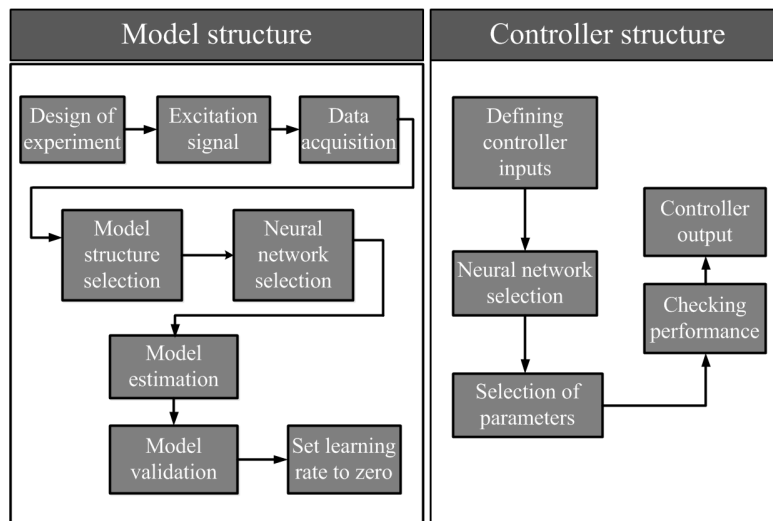 Model structure
Design of
experiment
Excitation
signal
Data
acquisition
Model
structure
selection
Neural
network
selection
Model
estimation
Model
validation
Set learning
rate to zero
Controller structure
Defining
controller
inputs
Neural network
selection
Selection of
parameters
Checking
performance
Controller
output